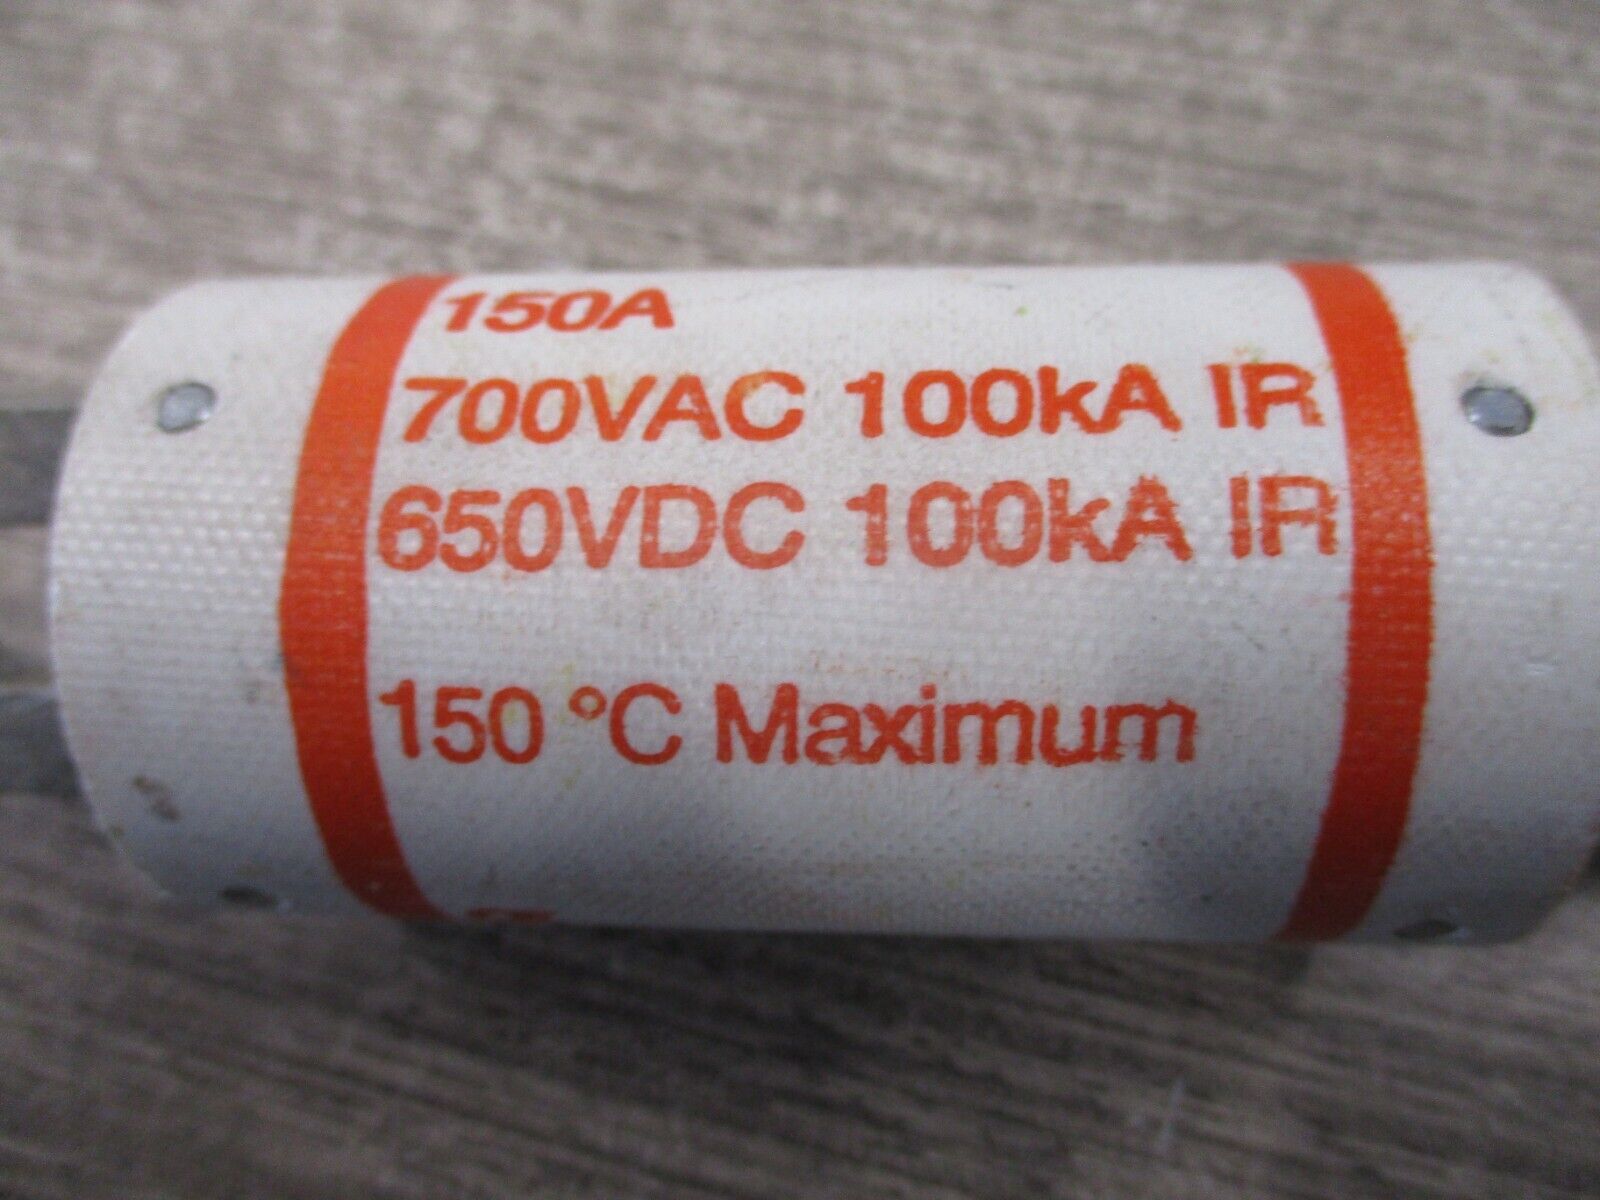 150A
700VAC 100kA IR
650VDC 100kA IR
150 °C Maximum